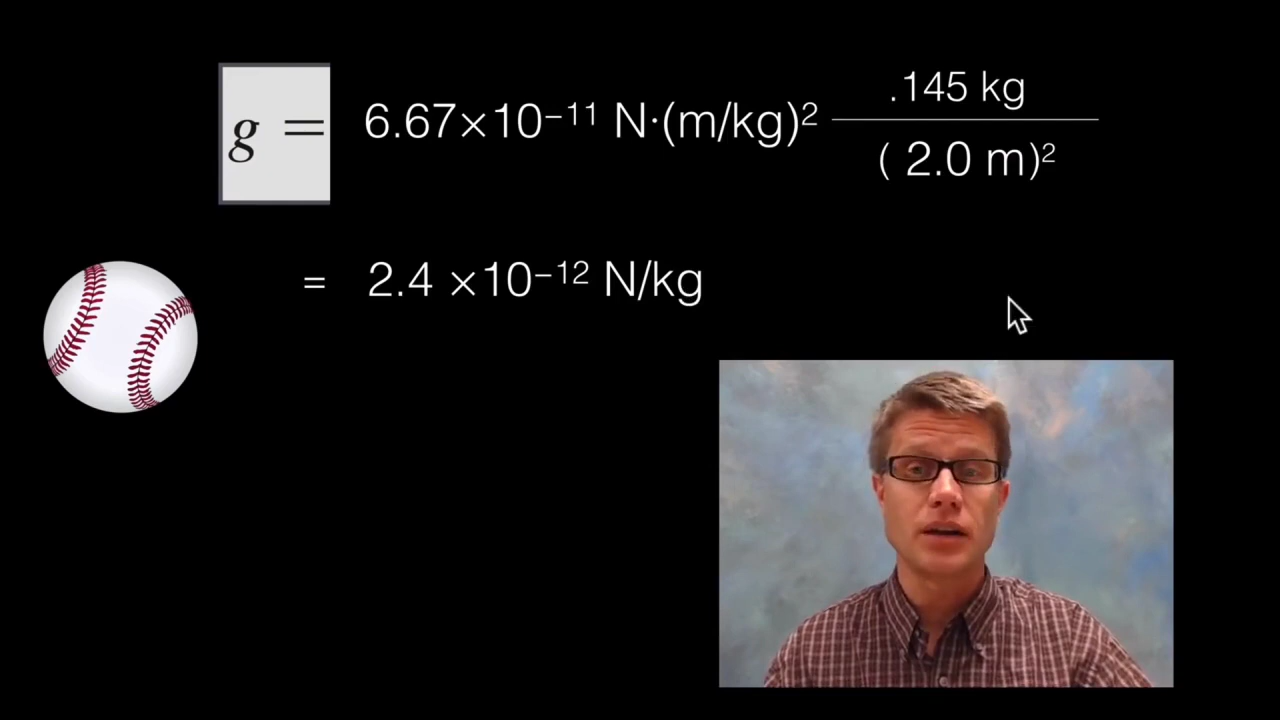 g = 6.67×10⁻¹¹ N·(m/kg)² .145 kg
( 2.0 m)²
= 2.4 ×10⁻¹² N/kg